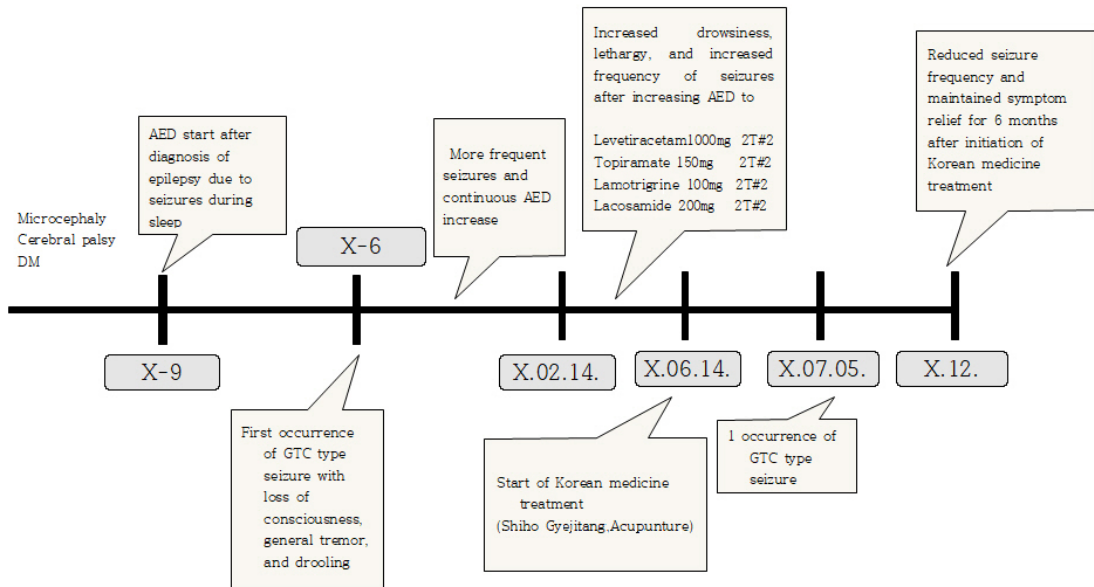 Microcephaly
Cerebral palsy
DM
AED start after
diagnosis of
epilepsy due to
seizures during
sleep
X-9
X-6
First occurrence
of GTC type
seizure with
loss of
consciousness,
general tremor,
and drooling
More frequent
seizures and
continuous AED
increase
X.02.14.
Increased drowsiness,
lethargy, and increased
frequency of seizures
after increasing AED to
Levetiracetam1000mg 2T#2
Topiramate 150mg 2T#2
Lamotrigrine 100mg 2T#2
Lacosamide 200mg 2T#2
X.06.14.
Start of Korean medicine
treatment
(Shiho Gyejitang,Acupunture)
X.07.05.
1 occurrence of
GTC type
seizure
X.12.
Reduced seizure
frequency and
maintained symptom
relief for 6 months
after initiation of
Korean medicine
treatment